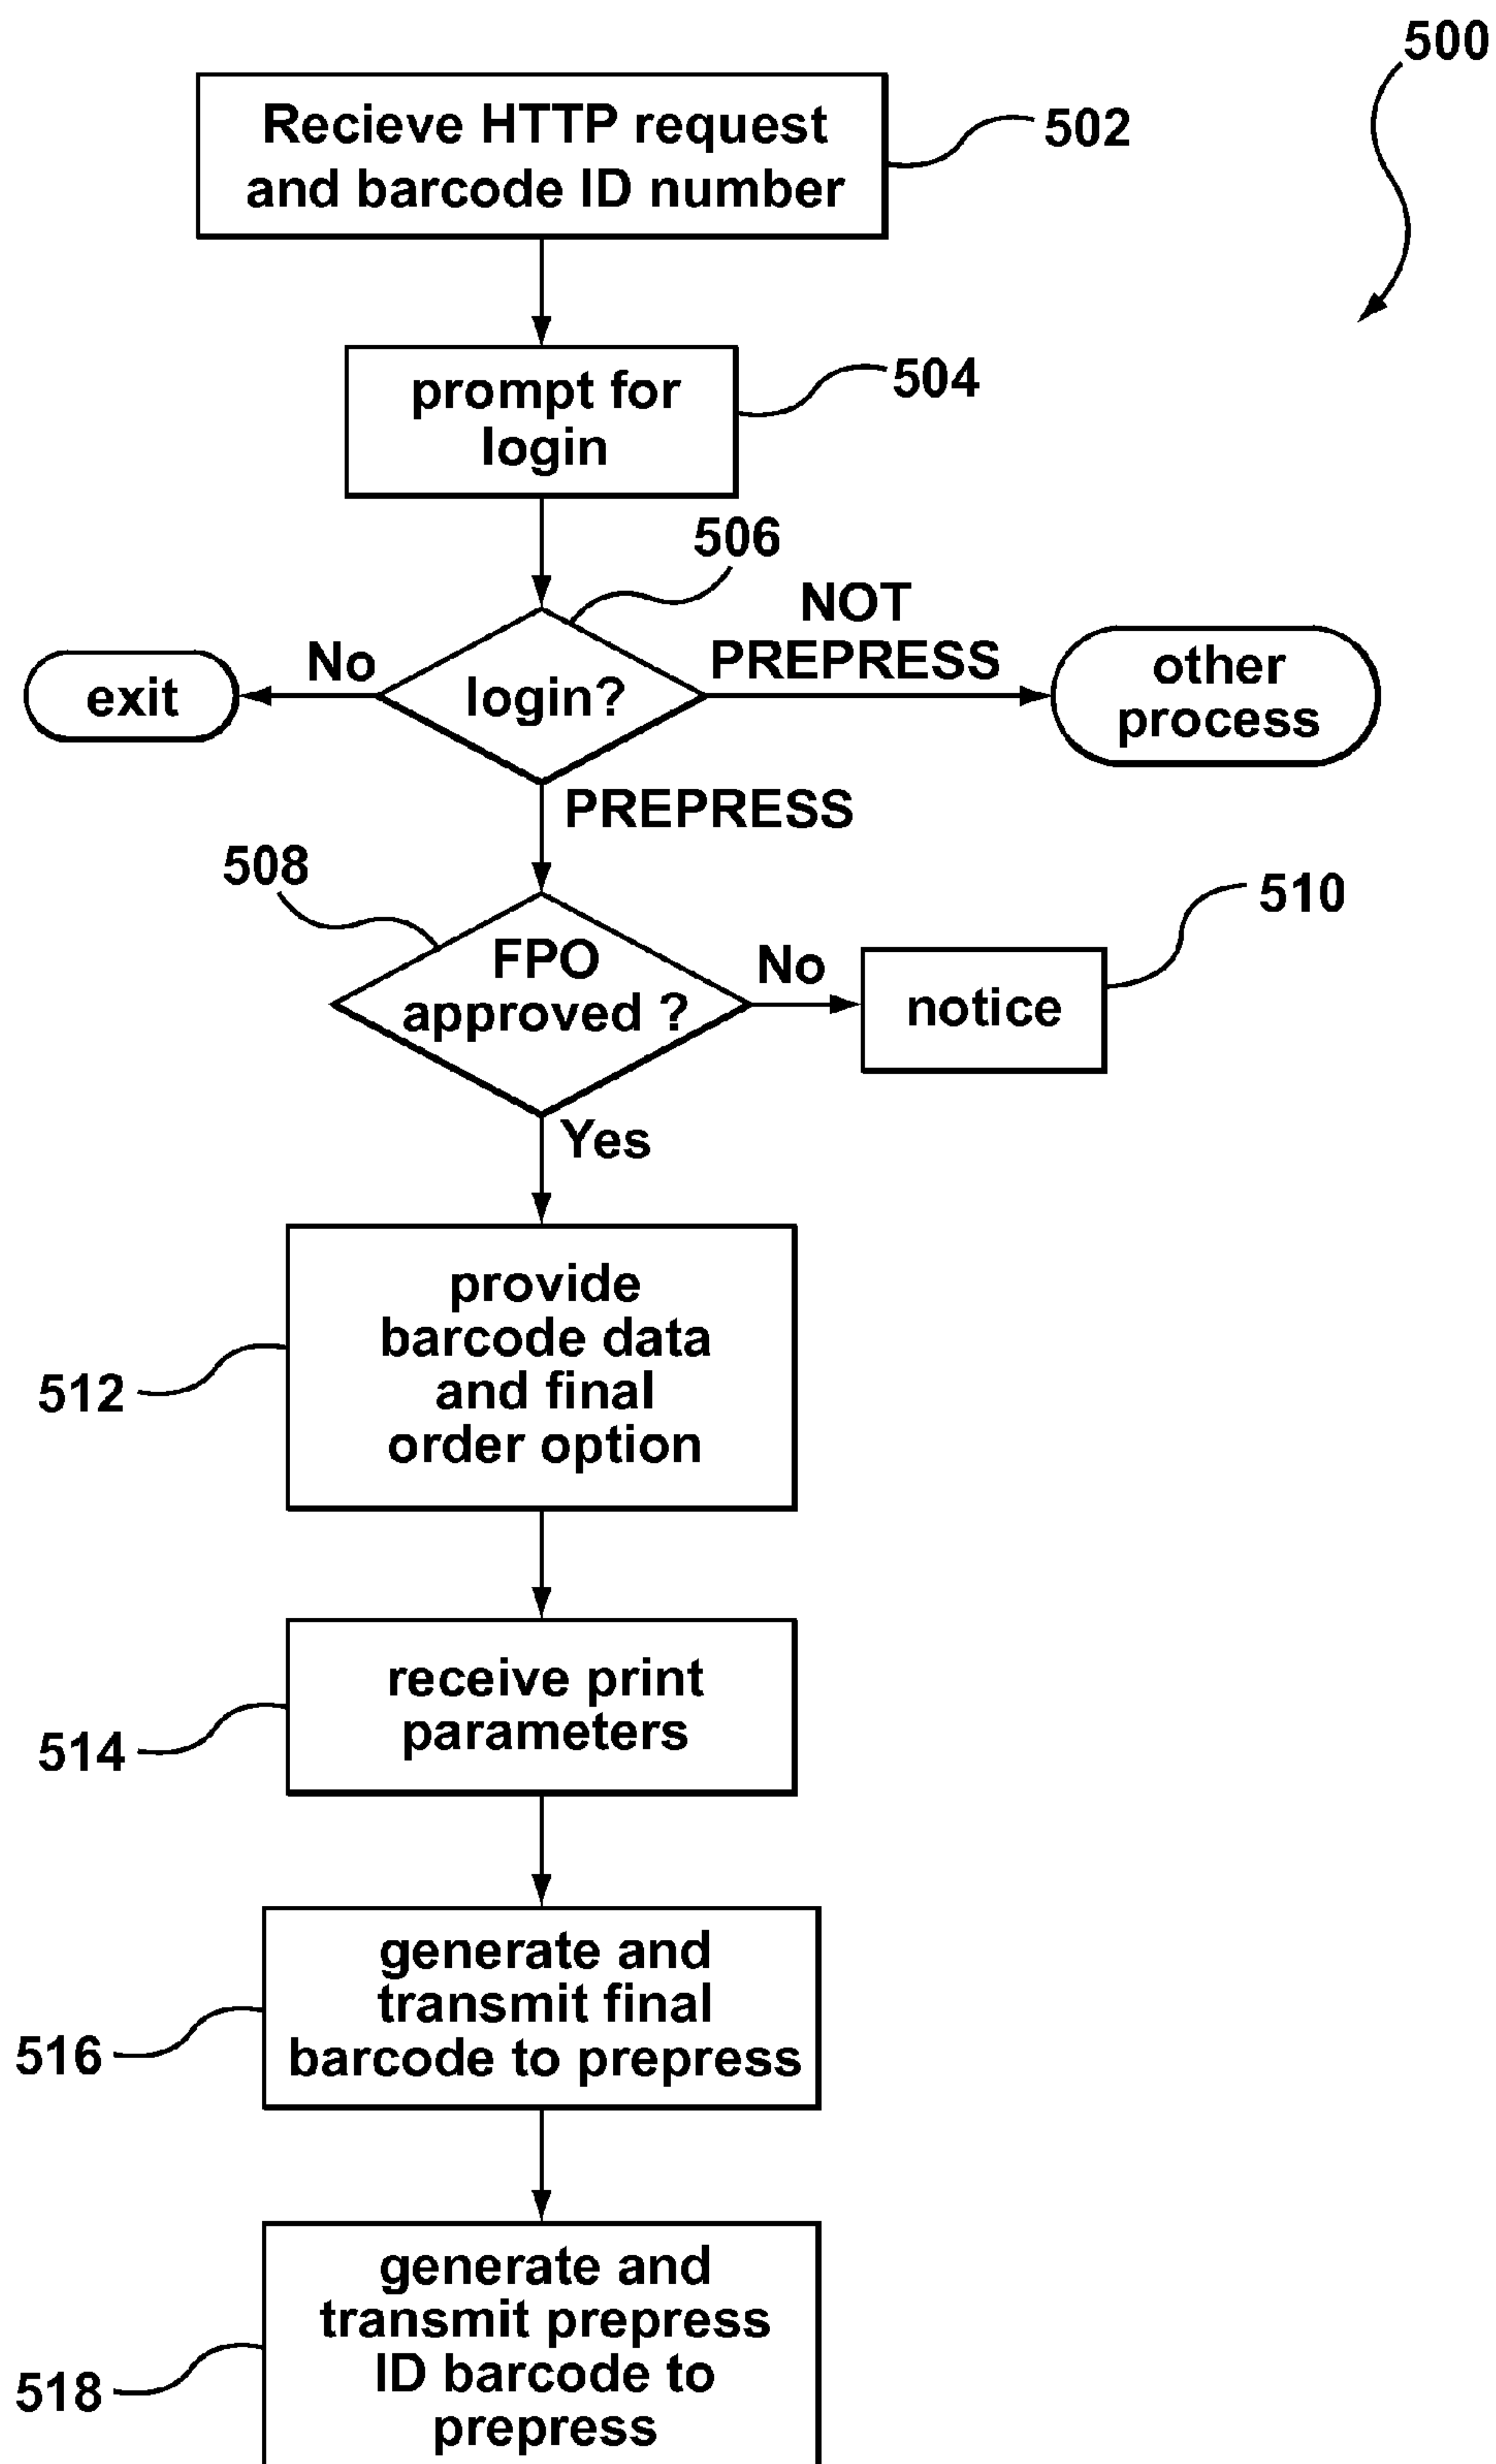 500
Recieve HTTP request
and barcode ID number
502
prompt for
login
504
506
No
login?
NOT
PREPRESS
exit
other
process
PREPRESS
508
FPO
approved ?
No
notice
510
Yes
provide
barcode data
and final
order option
512
receive print
parameters
514
generate and
transmit final
barcode to prepress
516
generate and
transmit prepress
ID barcode to
prepress
518